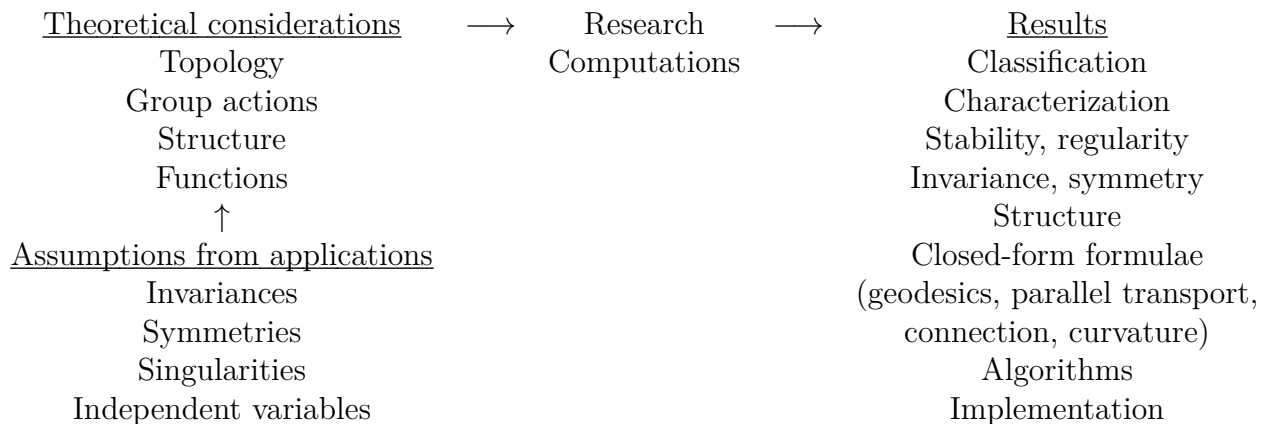 Theoretical considerations ⟶ Research ⟶ Results
Topology Computations Classification
Group actions Characterization
Structure Stability, regularity
Functions Invariance, symmetry
↑ Structure
Assumptions from applications Closed-form formulae
Invariances (geodesics, parallel transport,
Symmetries connection, curvature)
Singularities Algorithms
Independent variables Implementation